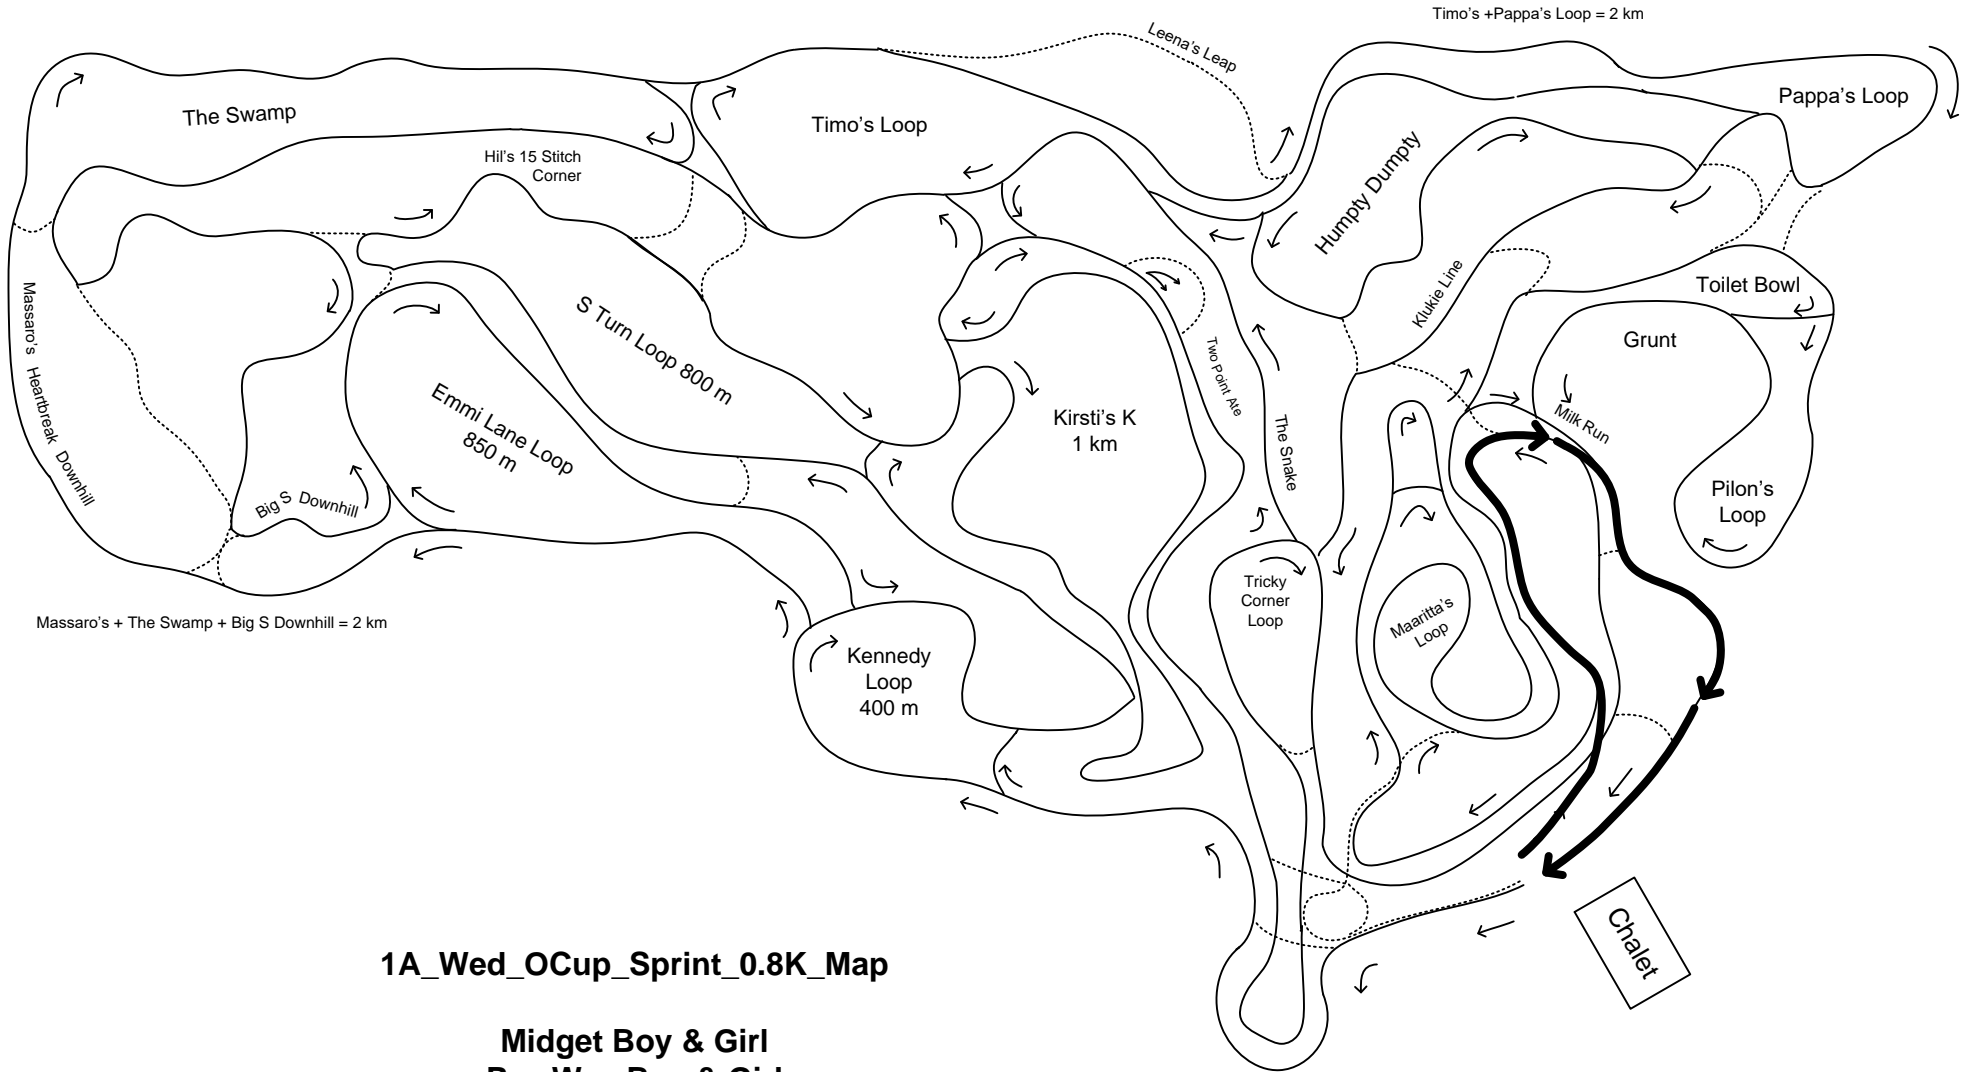 Timo's +Pappa's Loop = 2 km
Leena's Leap
The Swamp
Timo's Loop
Pappa's Loop
Hil's 15 Stitch
Corner
Humpty Dumpty
Massaro's Heartbreak Downhill
S Turn Loop 800 m
Klukie Line
Toilet Bowl
Grunt
Two Point Ate
Emmi Lane Loop
850 m
Kirsti's K
1 km
The Snake
Milk Run
Big S Downhill
Pilon's
Loop
Tricky
Corner
Loop
Maaritta's
Loop
Massaro's + The Swamp + Big S Downhill = 2 km
Kennedy
Loop
400 m
Chalet
1A_Wed_OCup_Sprint_0.8K_Map
Midget Boy & Girl